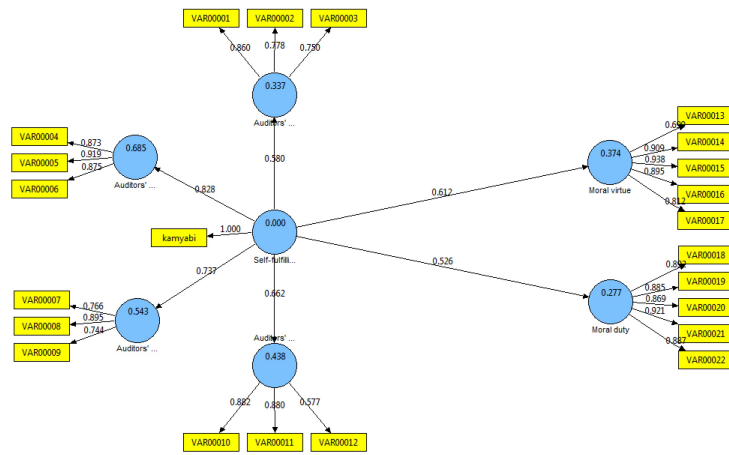 VAR00001
VAR00002
VAR00003
0.860
0.778
0.750
0.337
Auditors' ...
0.580
VAR00004
VAR00005
VAR00006
0.873
0.919
0.875
0.685
Auditors' ...
0.828
kamyabi
1.000
0.000
Self-fulfilli...
0.737
VAR00007
VAR00008
VAR00009
0.766
0.895
0.744
0.543
Auditors' ...
0.662
Auditors' ...
0.438
0.882
0.880
0.577
VAR00010
VAR00011
VAR00012
0.612
0.374
Moral virtue
0.909
0.938
0.895
0.812
VAR00013
VAR00014
VAR00015
VAR00016
VAR00017
0.526
0.277
Moral duty
0.885
0.869
0.921
0.887
VAR00018
VAR00019
VAR00020
VAR00021
VAR00022